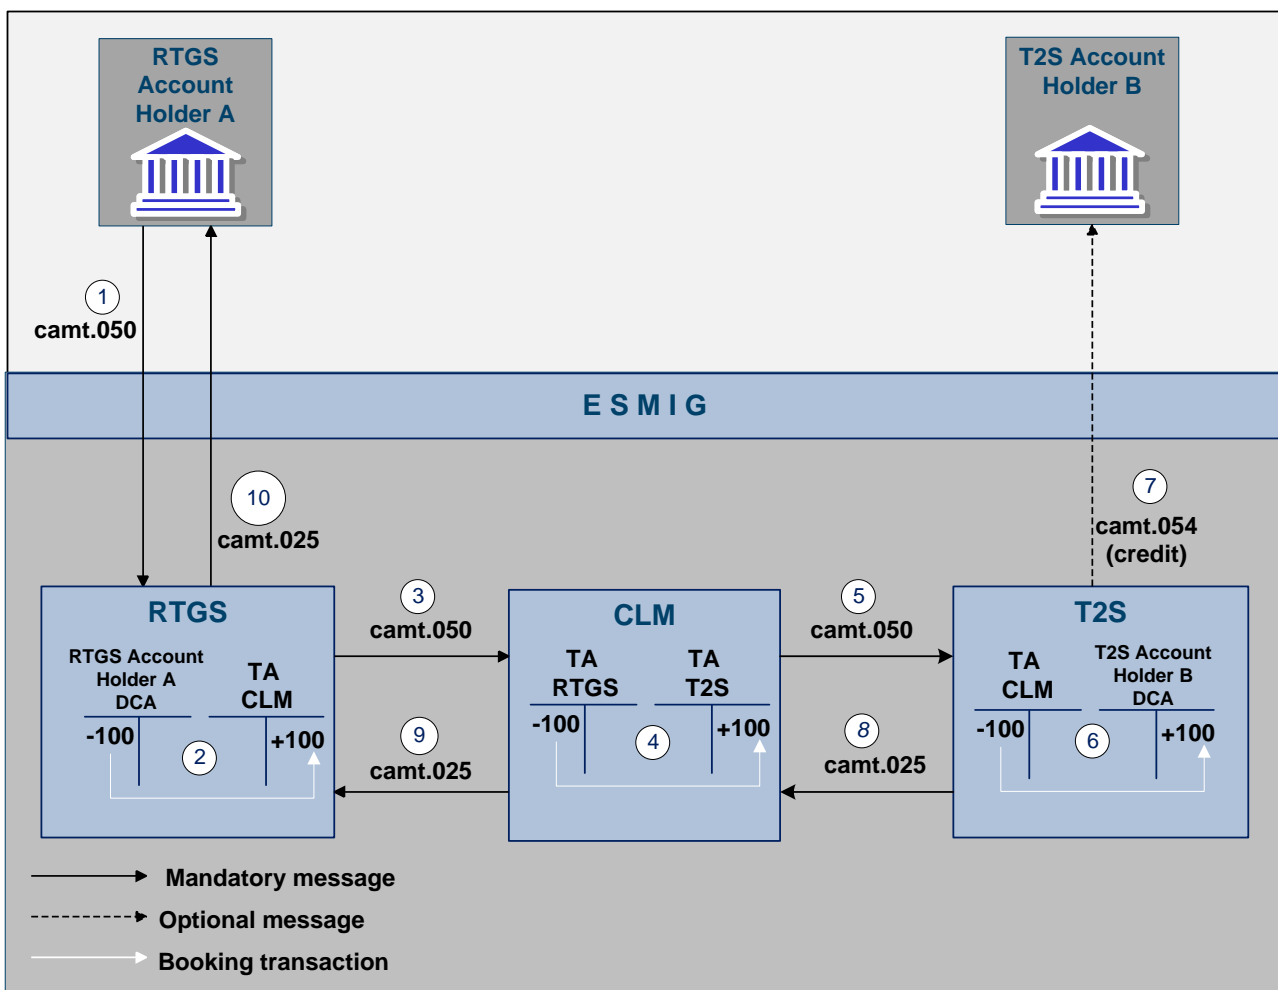 RTGS
Account
Holder A
T2S Account
Holder B
1
camt.050
E S M I G
10
camt.025
7
camt.054
(credit)
RTGS
RTGS Account
Holder A
DCA
TA
CLM
-100
2
+100
3
camt.050
9
camt.025
CLM
TA
RTGS
TA
T2S
-100
4
+100
5
camt.050
8
camt.025
T2S
TA
CLM
T2S Account
Holder B
DCA
-100
6
+100
Mandatory message
Optional message
Booking transaction